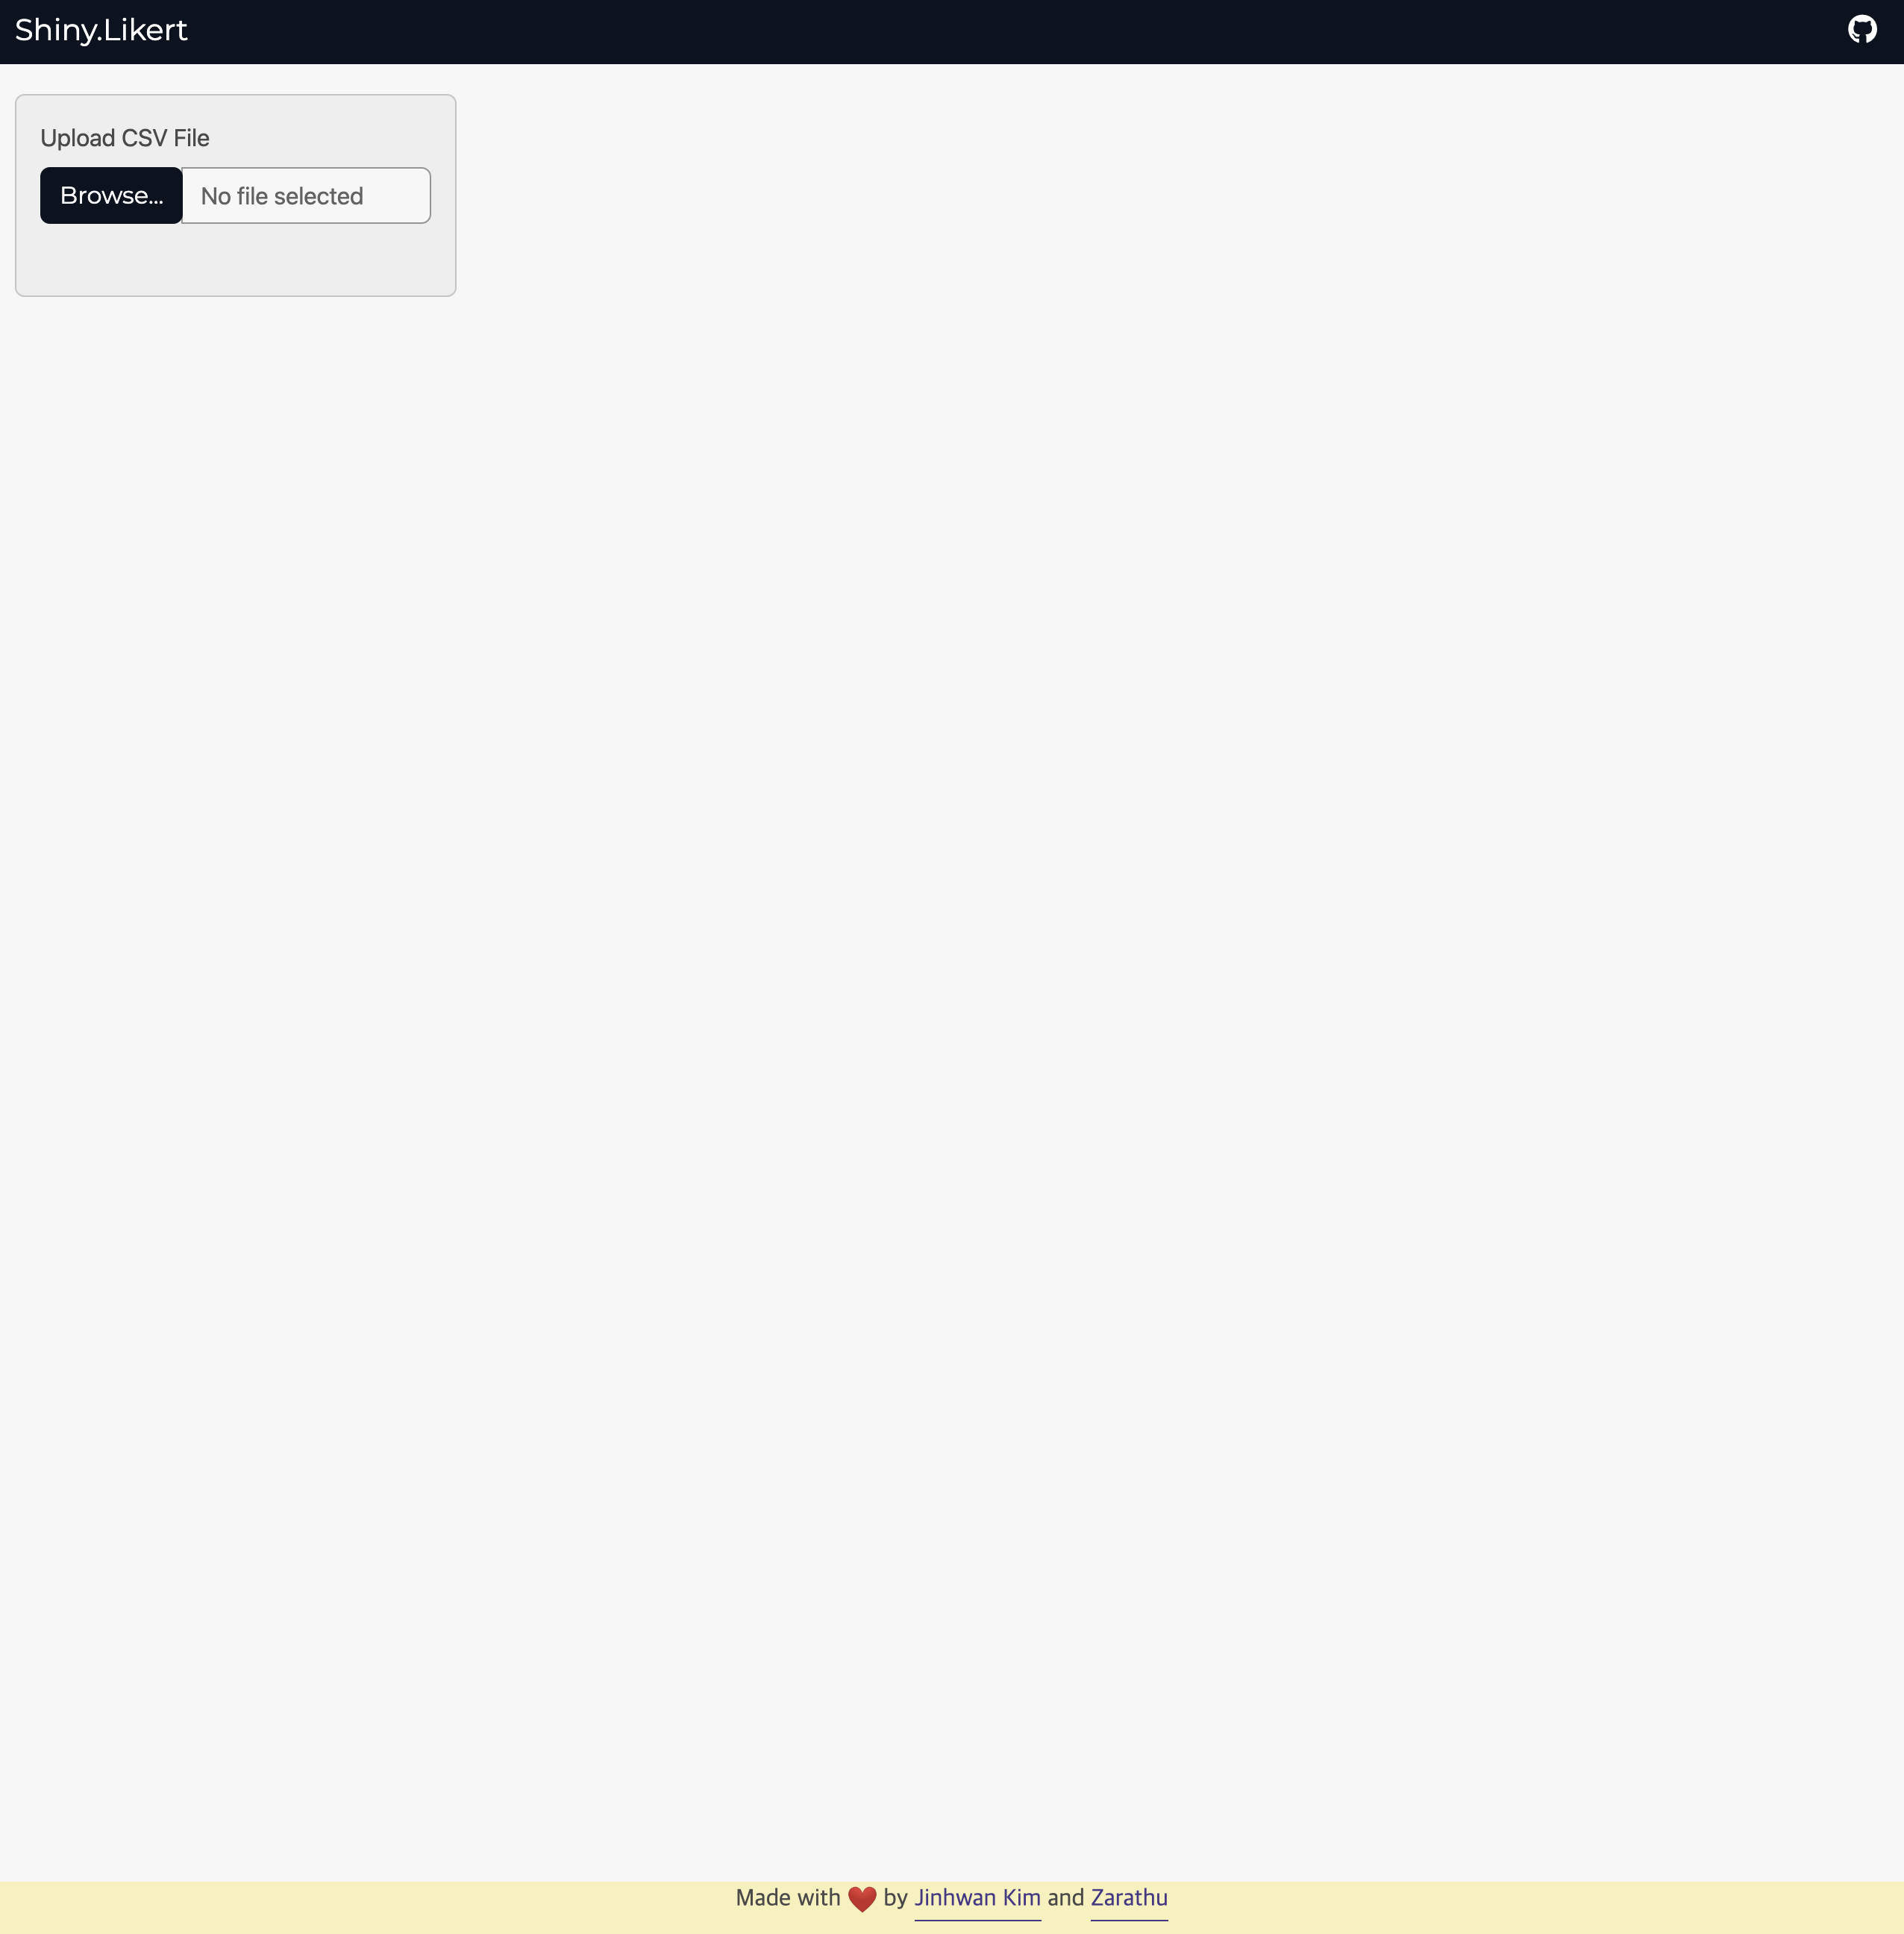 Shiny.Likert
Upload CSV File
Browse...
No file selected
Made with ❤️ by Jinhwan Kim and Zarathu